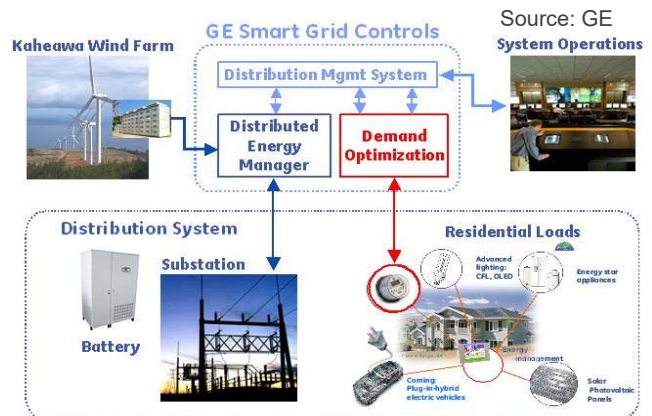 Source: GE
GE Smart Grid Controls
Kaheawa Wind Farm
System Operations
Distribution Mgmt System
Distributed
Energy
Manager
Demand
Optimization
Distribution System
Residential Loads
Substation
Battery
Advanced
lighting:
CFL, OLED
Energy star
appliances
Energy
management
Coming:
Plug-in-hybrid
electric vehicles
Solar
Photovoltaic
Panels